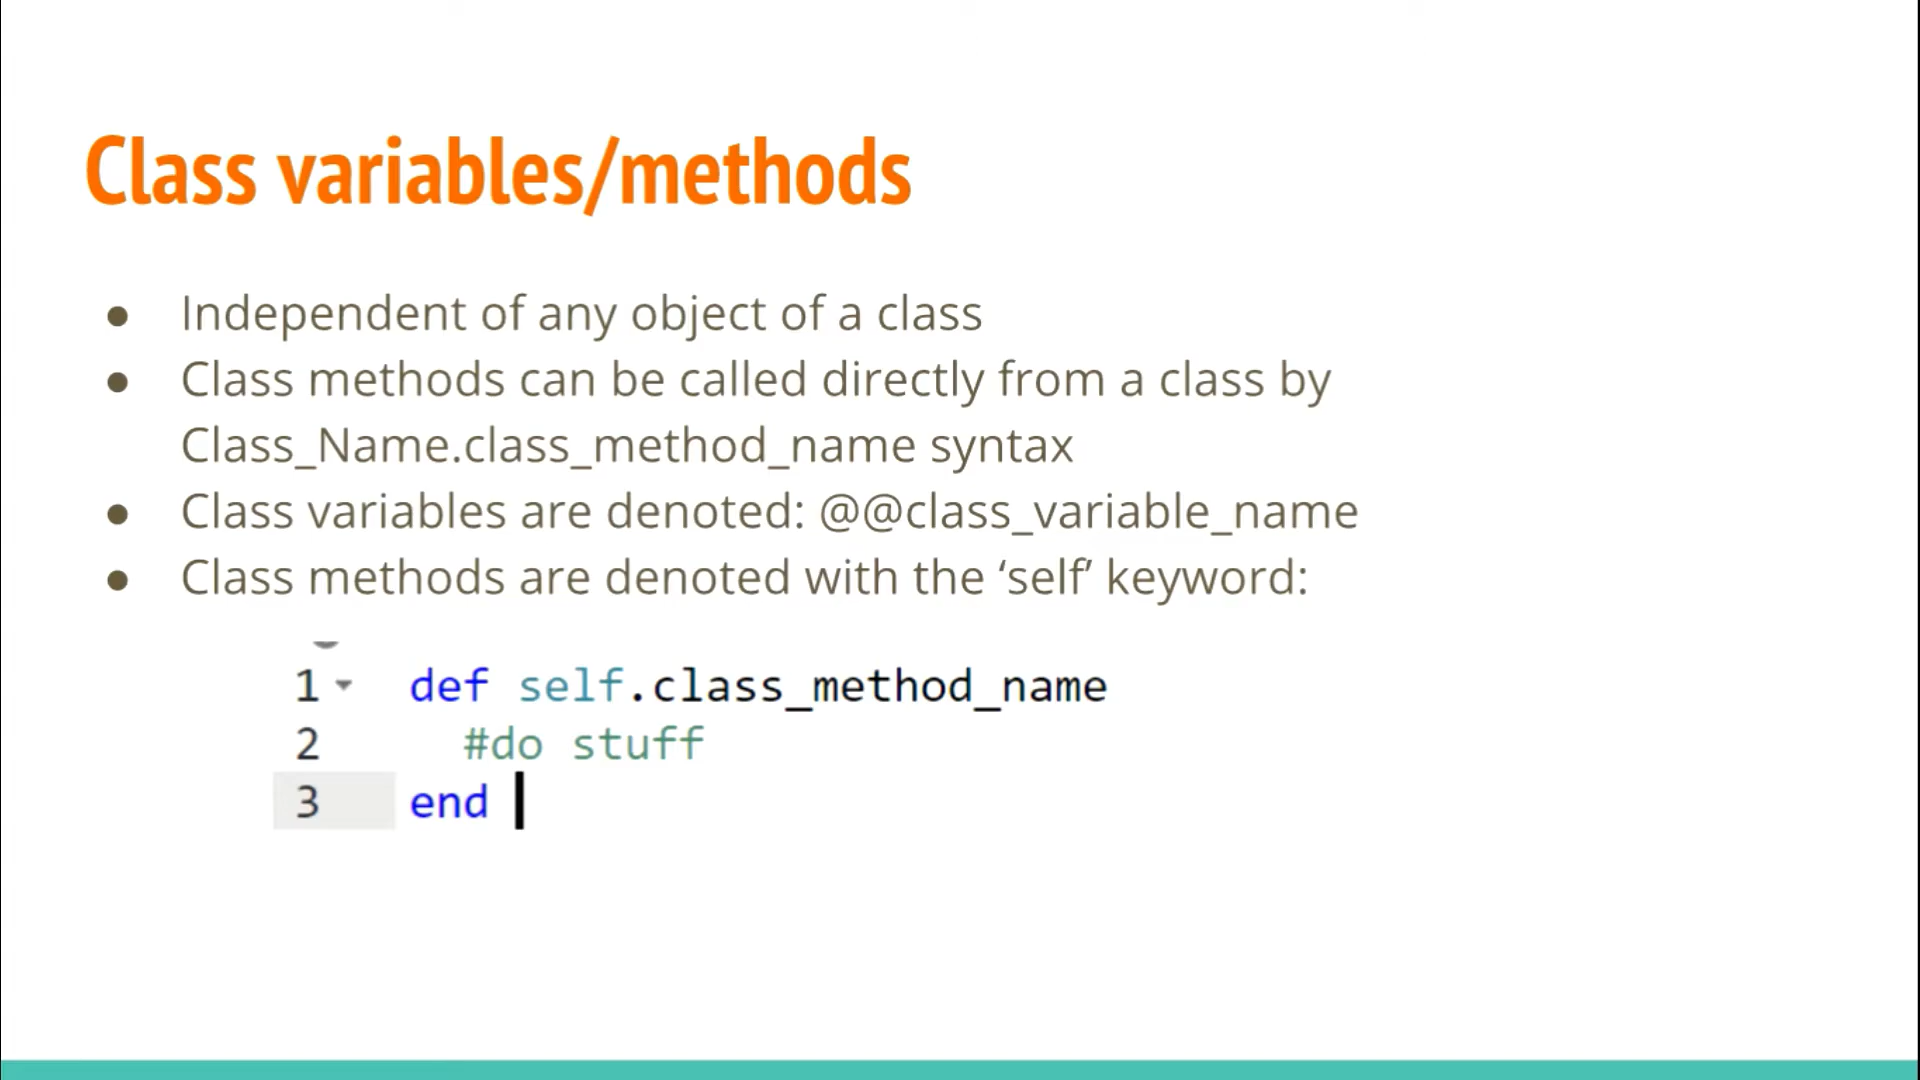 Class variables/methods
● Independent of any object of a class
● Class methods can be called directly from a class by
Class_Name.class_method_name syntax
● Class variables are denoted: @@class_variable_name
● Class methods are denoted with the ‘self’ keyword:
1 def self.class_method_name
2 #do stuff
3 end